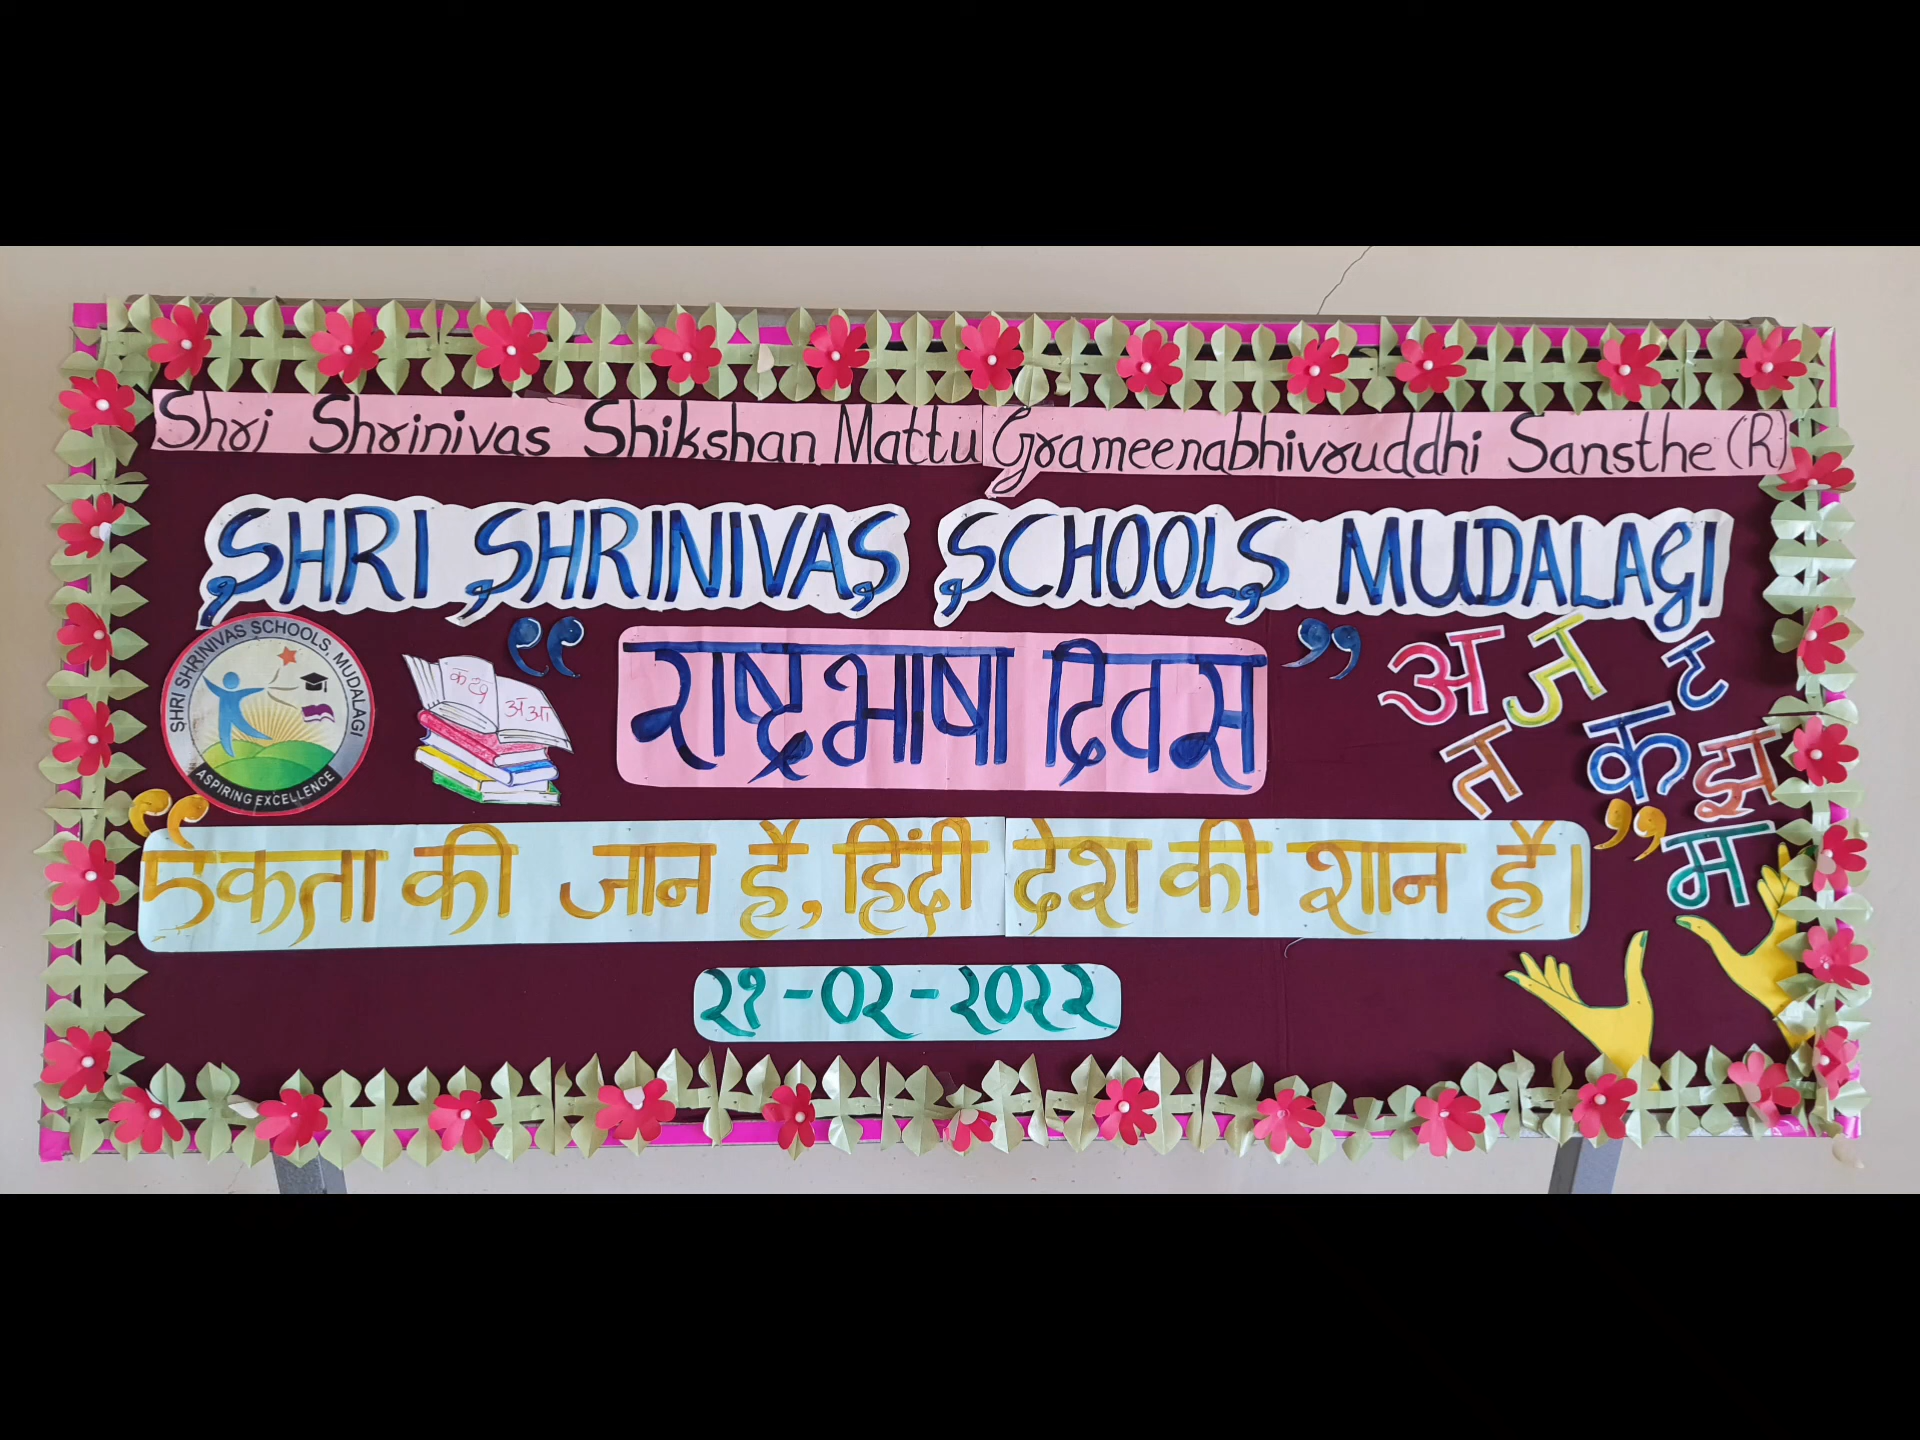 Shri Shrinivas Shikshan Mattu Grameenabhivruddhi Sansthe (R)
SHRI SHRINIVAS SCHOOLS MUDALAGI
SHRI SHRINIVAS SCHOOLS, MUDALAGI
ASPIRING EXCELLENCE
क ख
अ आ
“राष्ट्रभाषा दिवस”
अ ज ट
त क झ
म
“एकता की जान है, हिंदी देश की शान है।”
२१-०२-२०२२